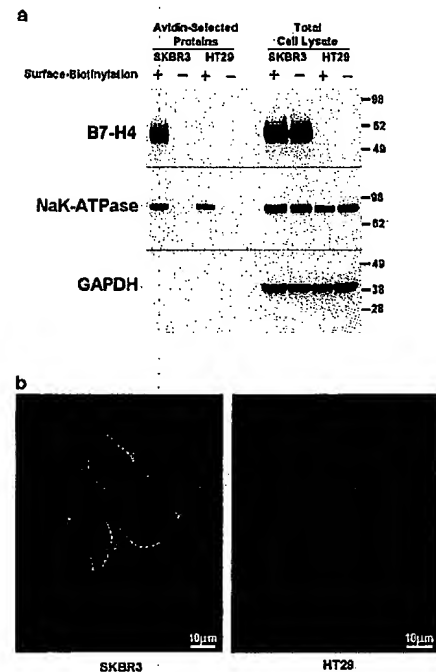 a
Avidin-Selected Proteins Total Cell Lysate
SKBR3 HT29 SKBR3 HT29
Surface-Biotinylation + − + − + − + −
B7-H4
98
62
49
NaK-ATPase
98
62
GAPDH
49
38
28
b
10μm 10μm
SKBR3 HT29